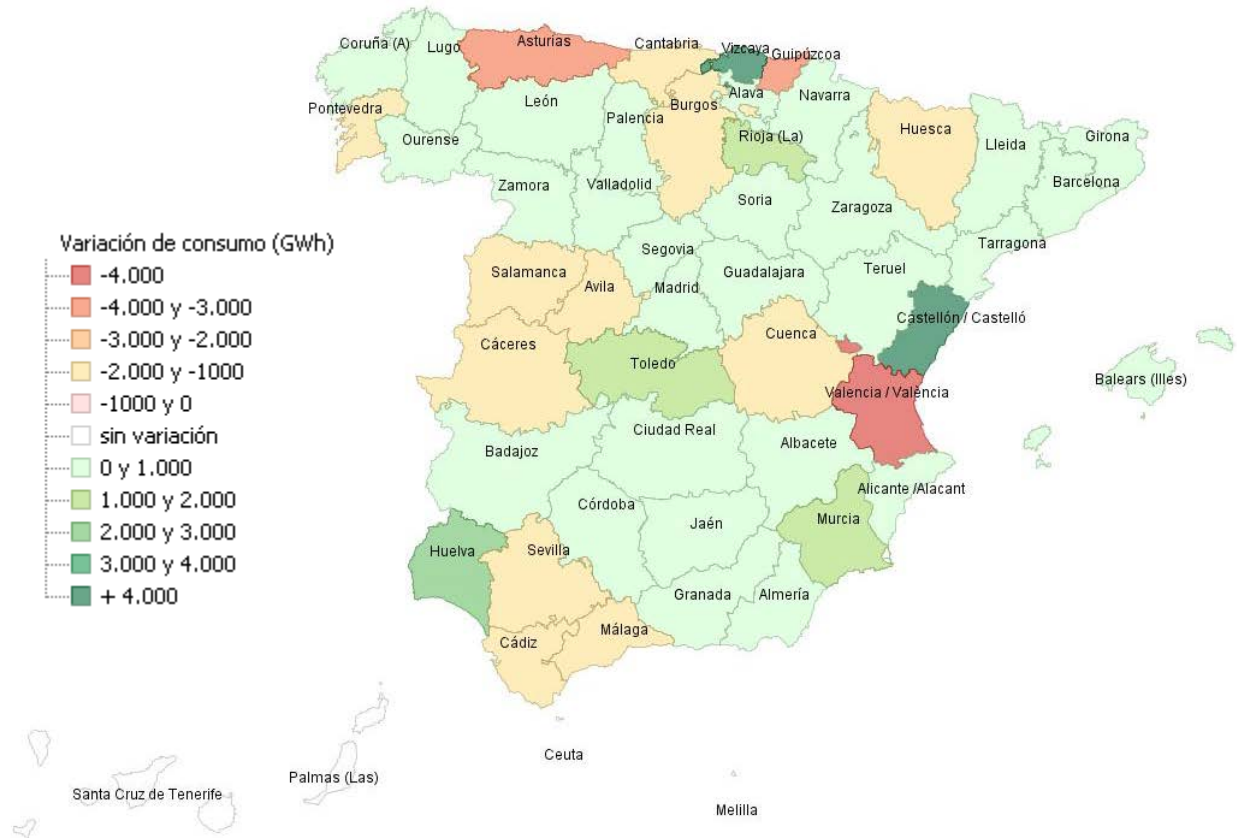 Coruña (A)
Lugo
Asturias
Cantabria
Vizcaya
Guipúzcoa
Alava
Navarra
León
Palencia
Burgos
Pontevedra
Ourense
Rioja (La)
Huesca
Lleida
Girona
Barcelona
Zamora
Valladolid
Soria
Zaragoza
Tarragona
Variación de consumo (GWh)
-4.000
-4.000 y -3.000
-3.000 y -2.000
-2.000 y -1000
-1000 y 0
sin variación
0 y 1.000
1.000 y 2.000
2.000 y 3.000
3.000 y 4.000
+ 4.000
Segovia
Salamanca
Avila
Madrid
Guadalajara
Teruel
Castellón / Castelló
Cuenca
Cáceres
Toledo
Valencia / València
Balears (Illes)
Ciudad Real
Albacete
Badajoz
Alicante /Alacant
Córdoba
Jaén
Murcia
Huelva
Sevilla
Granada
Almería
Málaga
Cádiz
Ceuta
Palmas (Las)
Santa Cruz de Tenerife
Melilla